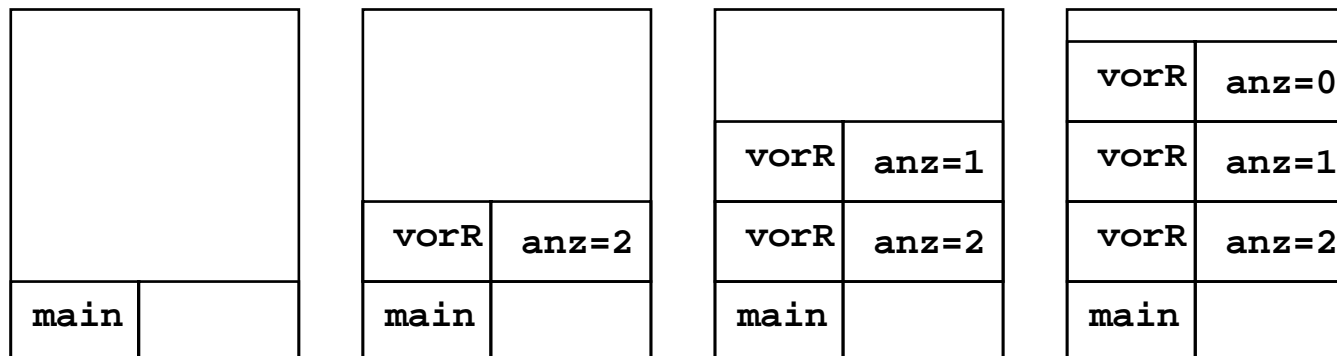 vorR anz=0
vorR anz=1 vorR anz=1
vorR anz=2 vorR anz=2 vorR anz=2
main main main main